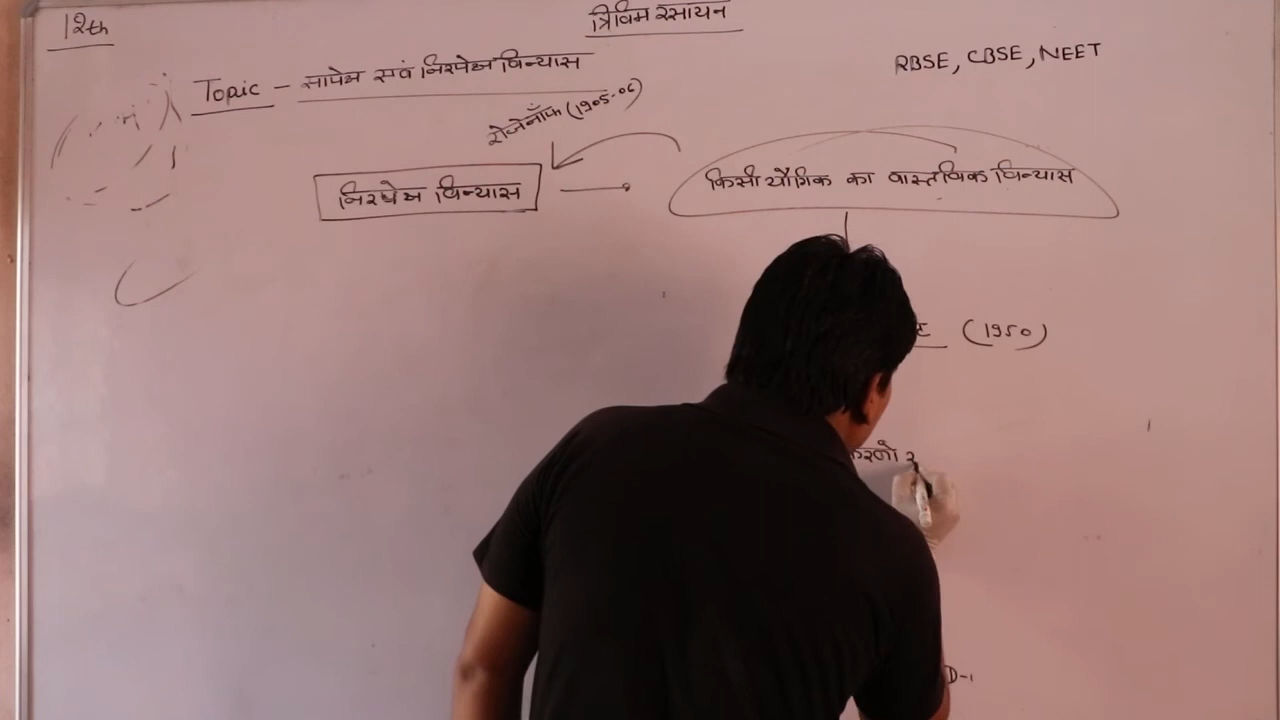 12th
त्रिविम रसायन
RBSE, CBSE, NEET
Topic - सापेक्ष एवं निरपेक्ष विन्यास
(1905-06)
निरपेक्ष विन्यास
किसी यौगिक का वास्तविक विन्यास
(1950)
D-